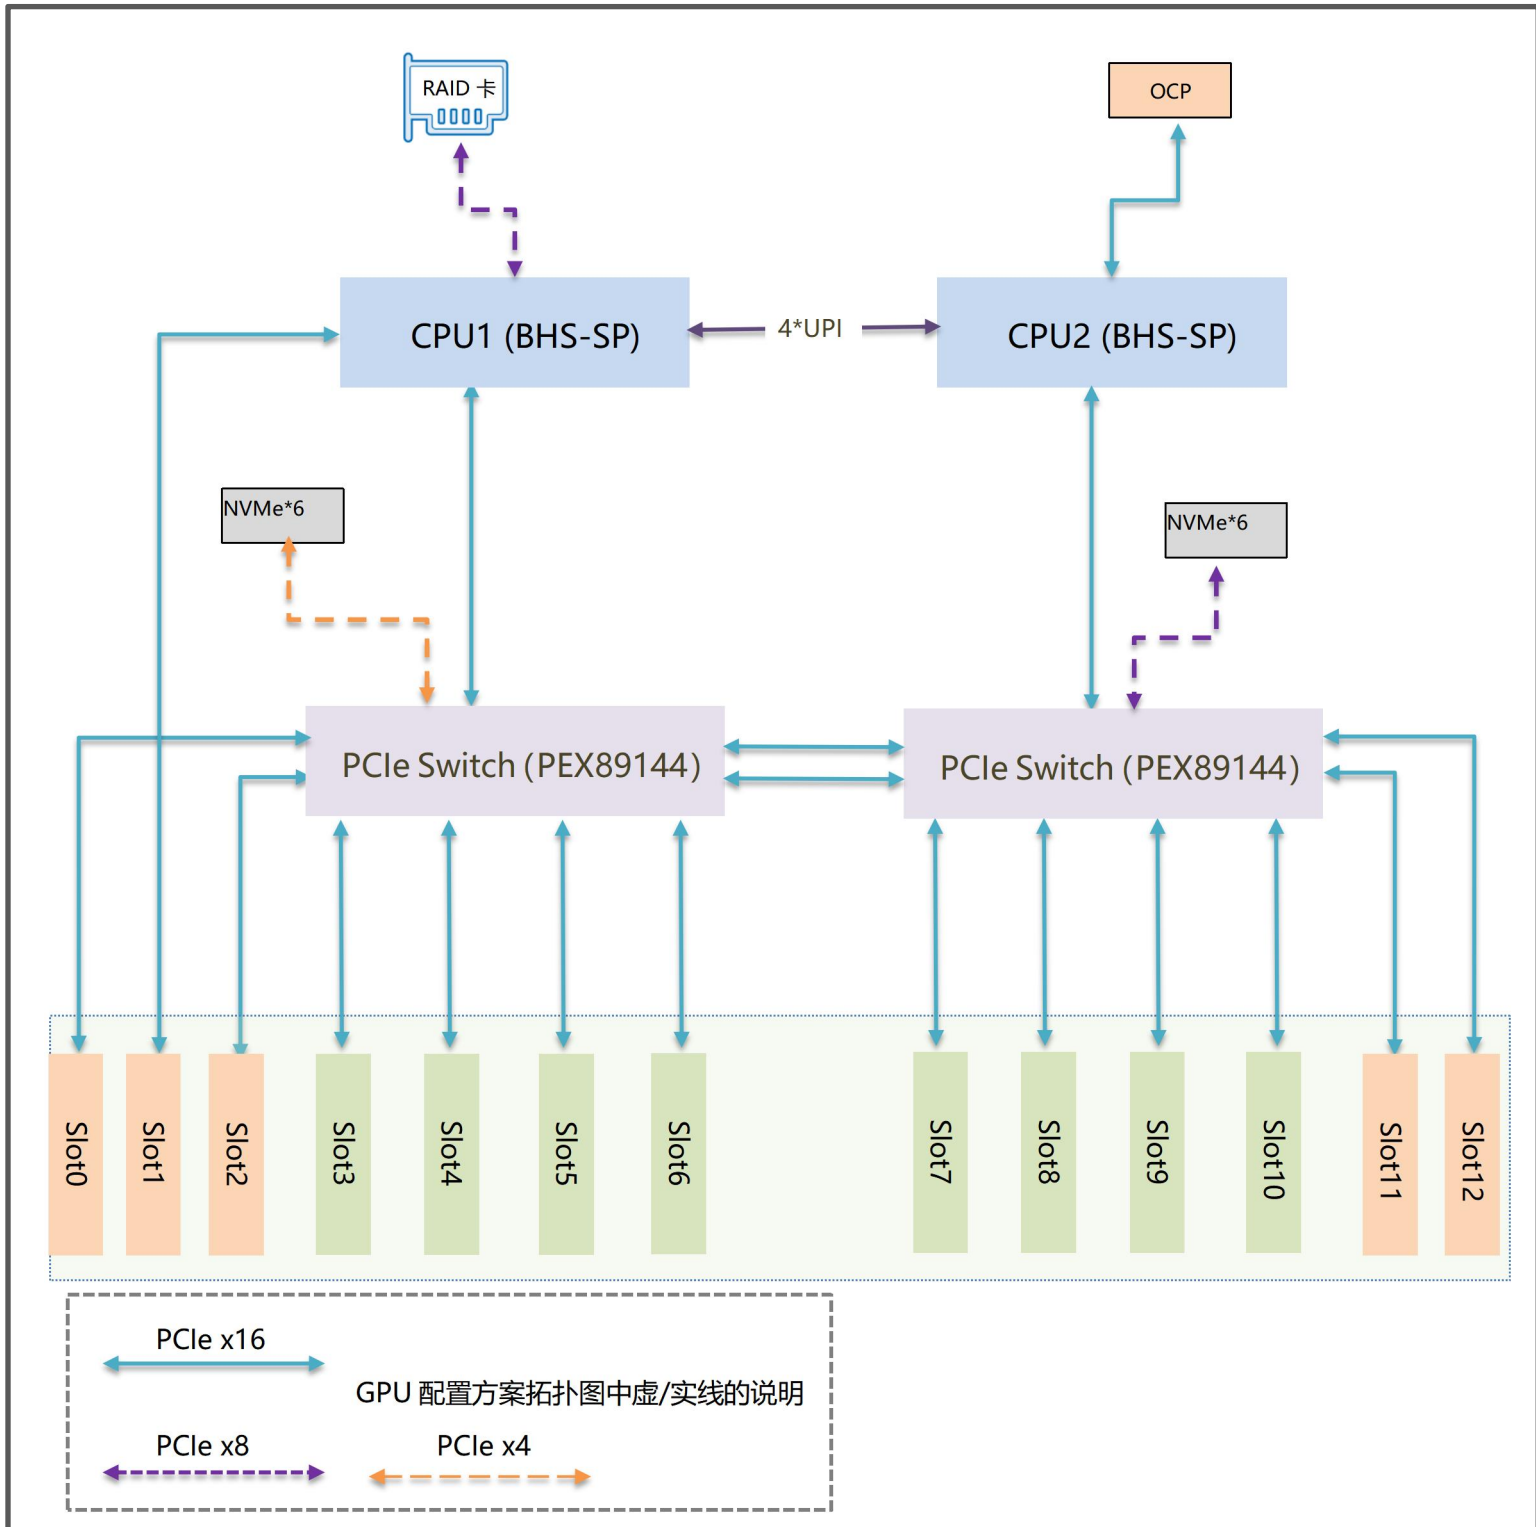 RAID 卡
OCP
CPU1 (BHS-SP)
4*UPI
CPU2 (BHS-SP)
NVMe*6
NVMe*6
PCIe Switch (PEX89144)
PCIe Switch (PEX89144)
Slot0
Slot1
Slot2
Slot3
Slot4
Slot5
Slot6
Slot7
Slot8
Slot9
Slot10
Slot11
Slot12
PCIe x16
GPU 配置方案拓扑图中虚/实线的说明
PCIe x8
PCIe x4